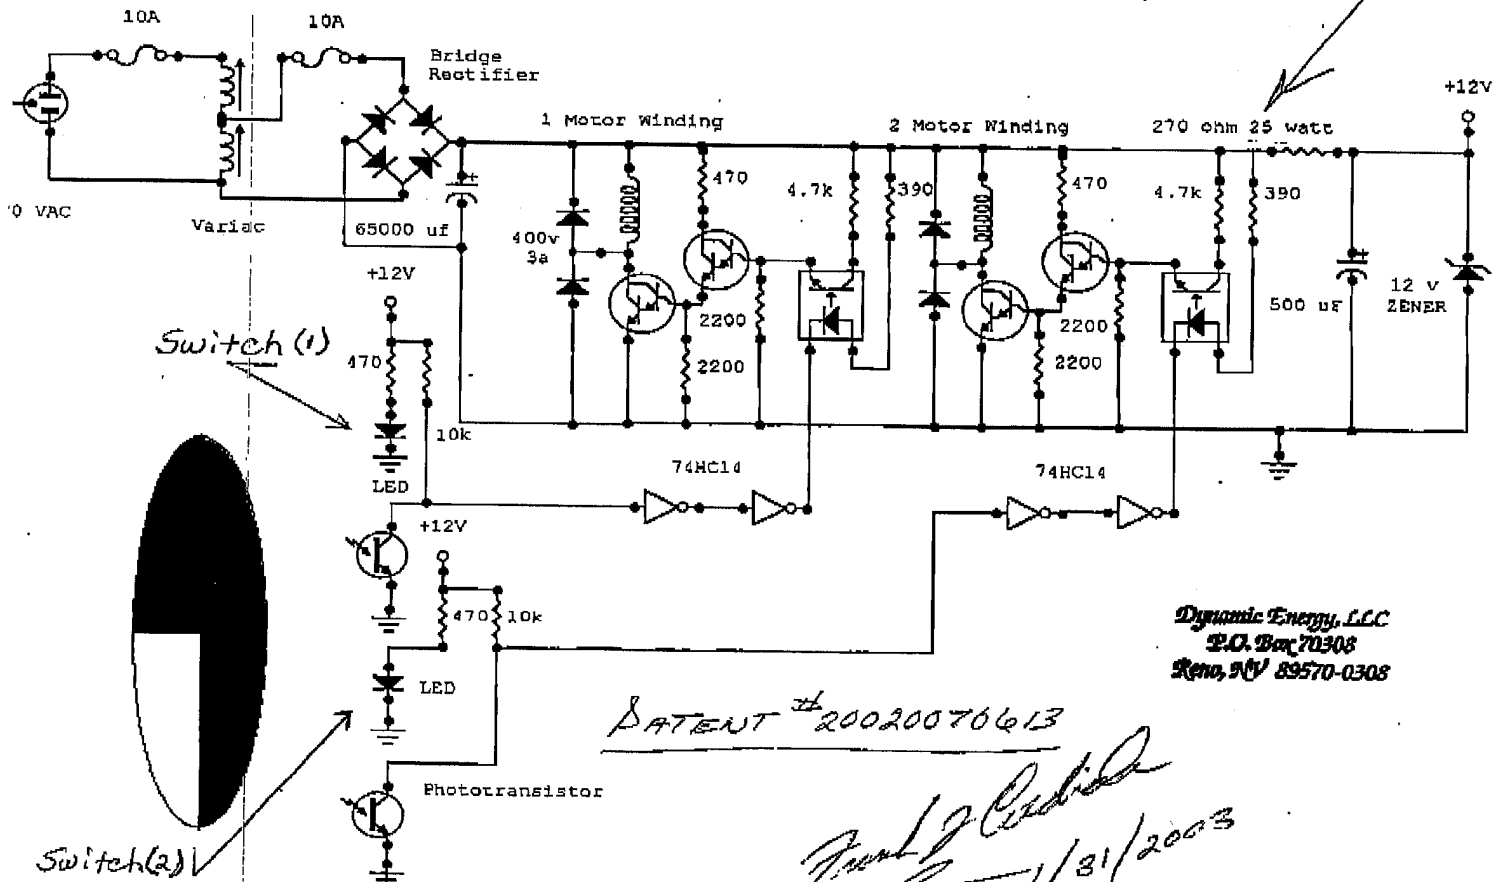 10A
10A
Bridge
Rectifier
+12V
1 Motor Winding
2 Motor Winding
270 ohm 25 watt
470
4.7k
390
470
4.7k
390
0 VAC
Variac
65000 uf
400v
3a
+12V
12 v
ZENER
500 uF
2200
2200
2200
2200
Switch (1)
470
10k
LED
74HC14
74HC14
+12V
470
10k
LED
Dynamic Energy, LLC
P.O. Box 70308
Reno, NV 89570-0308
PATENT # 20020070613
Phototransistor
1/31/2003
Switch(2)